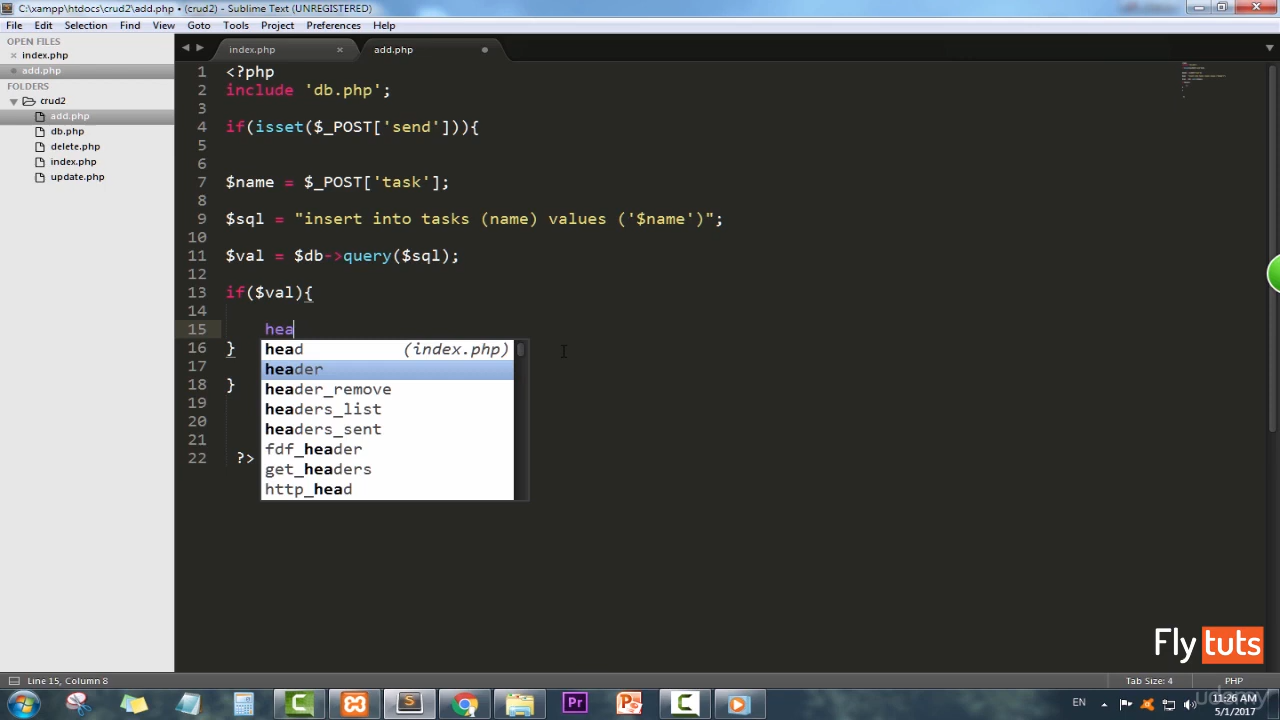 C:\xampp\htdocs\crud2\add.php • (crud2) - Sublime Text (UNREGISTERED)
File Edit Selection Find View Goto Tools Project Preferences Help
OPEN FILES
index.php
add.php
FOLDERS
crud2
add.php
db.php
delete.php
index.php
update.php
index.php add.php
1 <?php
2 include 'db.php';
3
4 if(isset($_POST['send'])){
5
6
7 $name = $_POST['task'];
8
9 $sql = "insert into tasks (name) values ('$name')";
10
11 $val = $db->query($sql);
12
13 if($val){
14
15 hea
16 }
17
18 }
19
20
21
22 ?>
head (index.php)
header
header_remove
headers_list
headers_sent
fdf_header
get_headers
http_head
Fly tuts
Line 15, Column 8 Tab Size: 4 PHP
EN 11:26 AM
5/1/2017
udemy